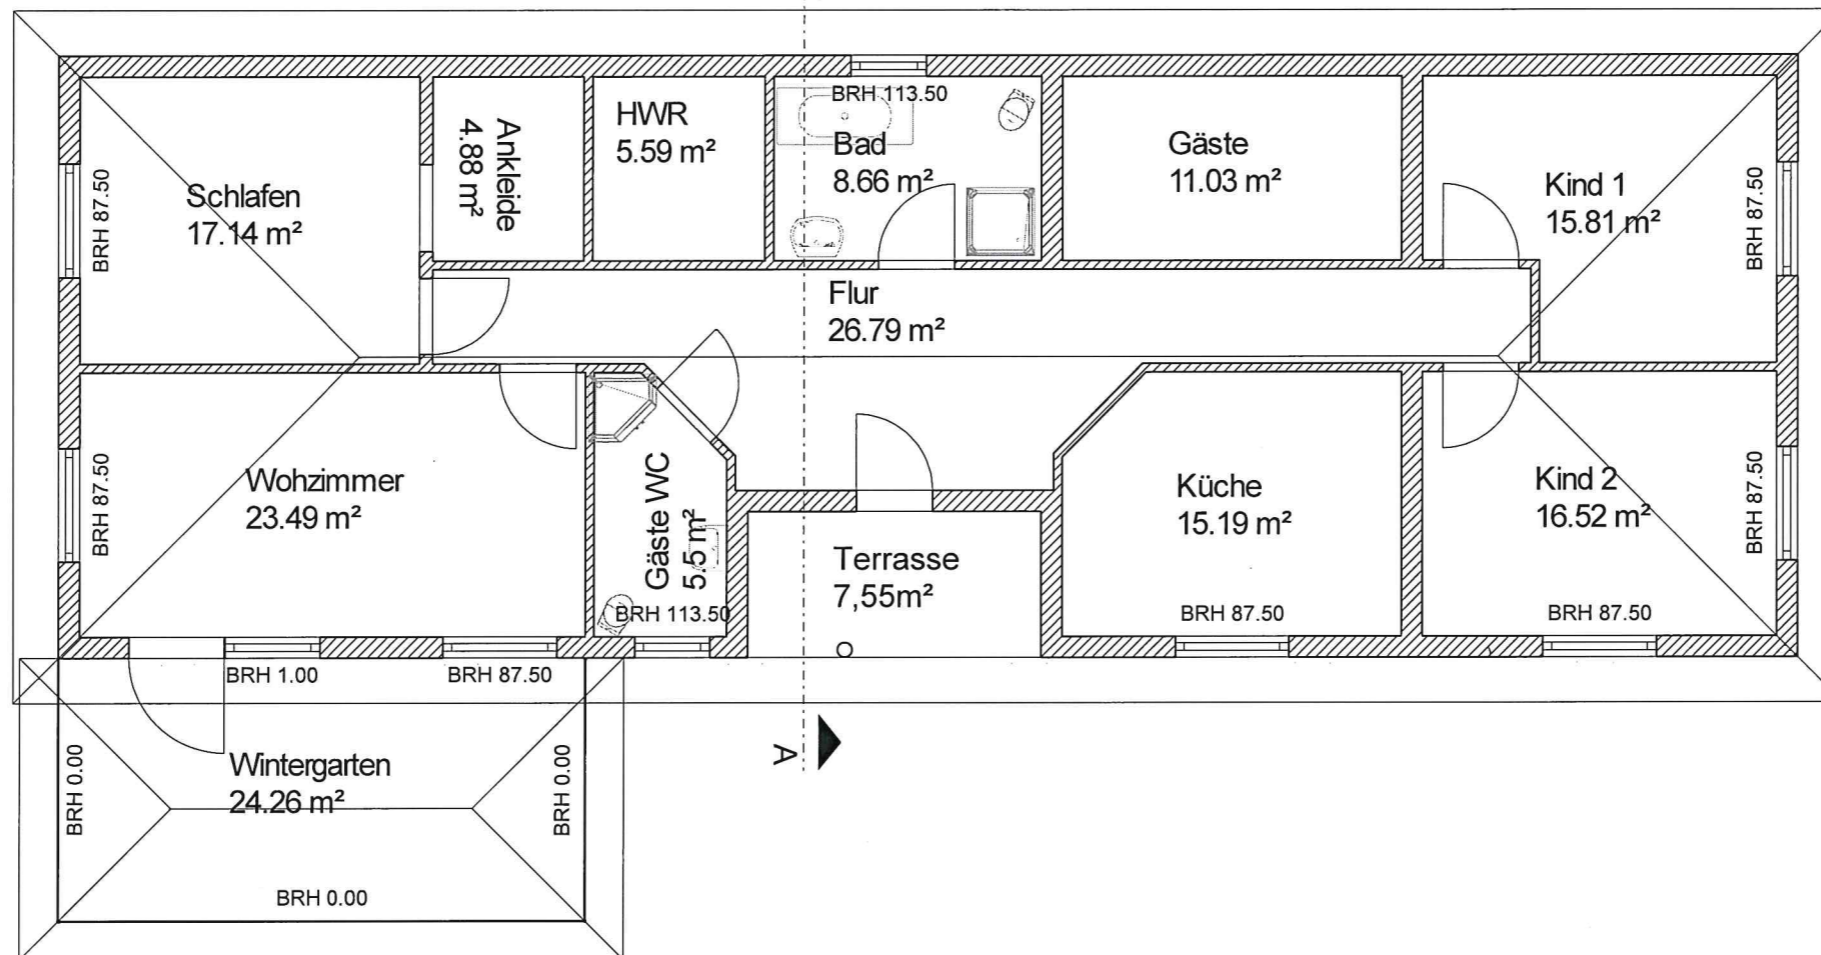 BRH 113.50
Ankleide
4.88 m²
HWR
5.59 m²
Bad
8.66 m²
Gäste
11.03 m²
BRH 87.50
Schlafen
17.14 m²
Kind 1
15.81 m²
BRH 87.50
Flur
26.79 m²
BRH 87.50
Wohzimmer
23.49 m²
Gäste WC
5.5 m²
BRH 113.50
Terrasse
7,55m²
Küche
15.19 m²
BRH 87.50
Kind 2
16.52 m²
BRH 87.50
BRH 87.50
BRH 1.00
BRH 87.50
A
BRH 0.00
Wintergarten
24.26 m²
BRH 0.00
BRH 0.00